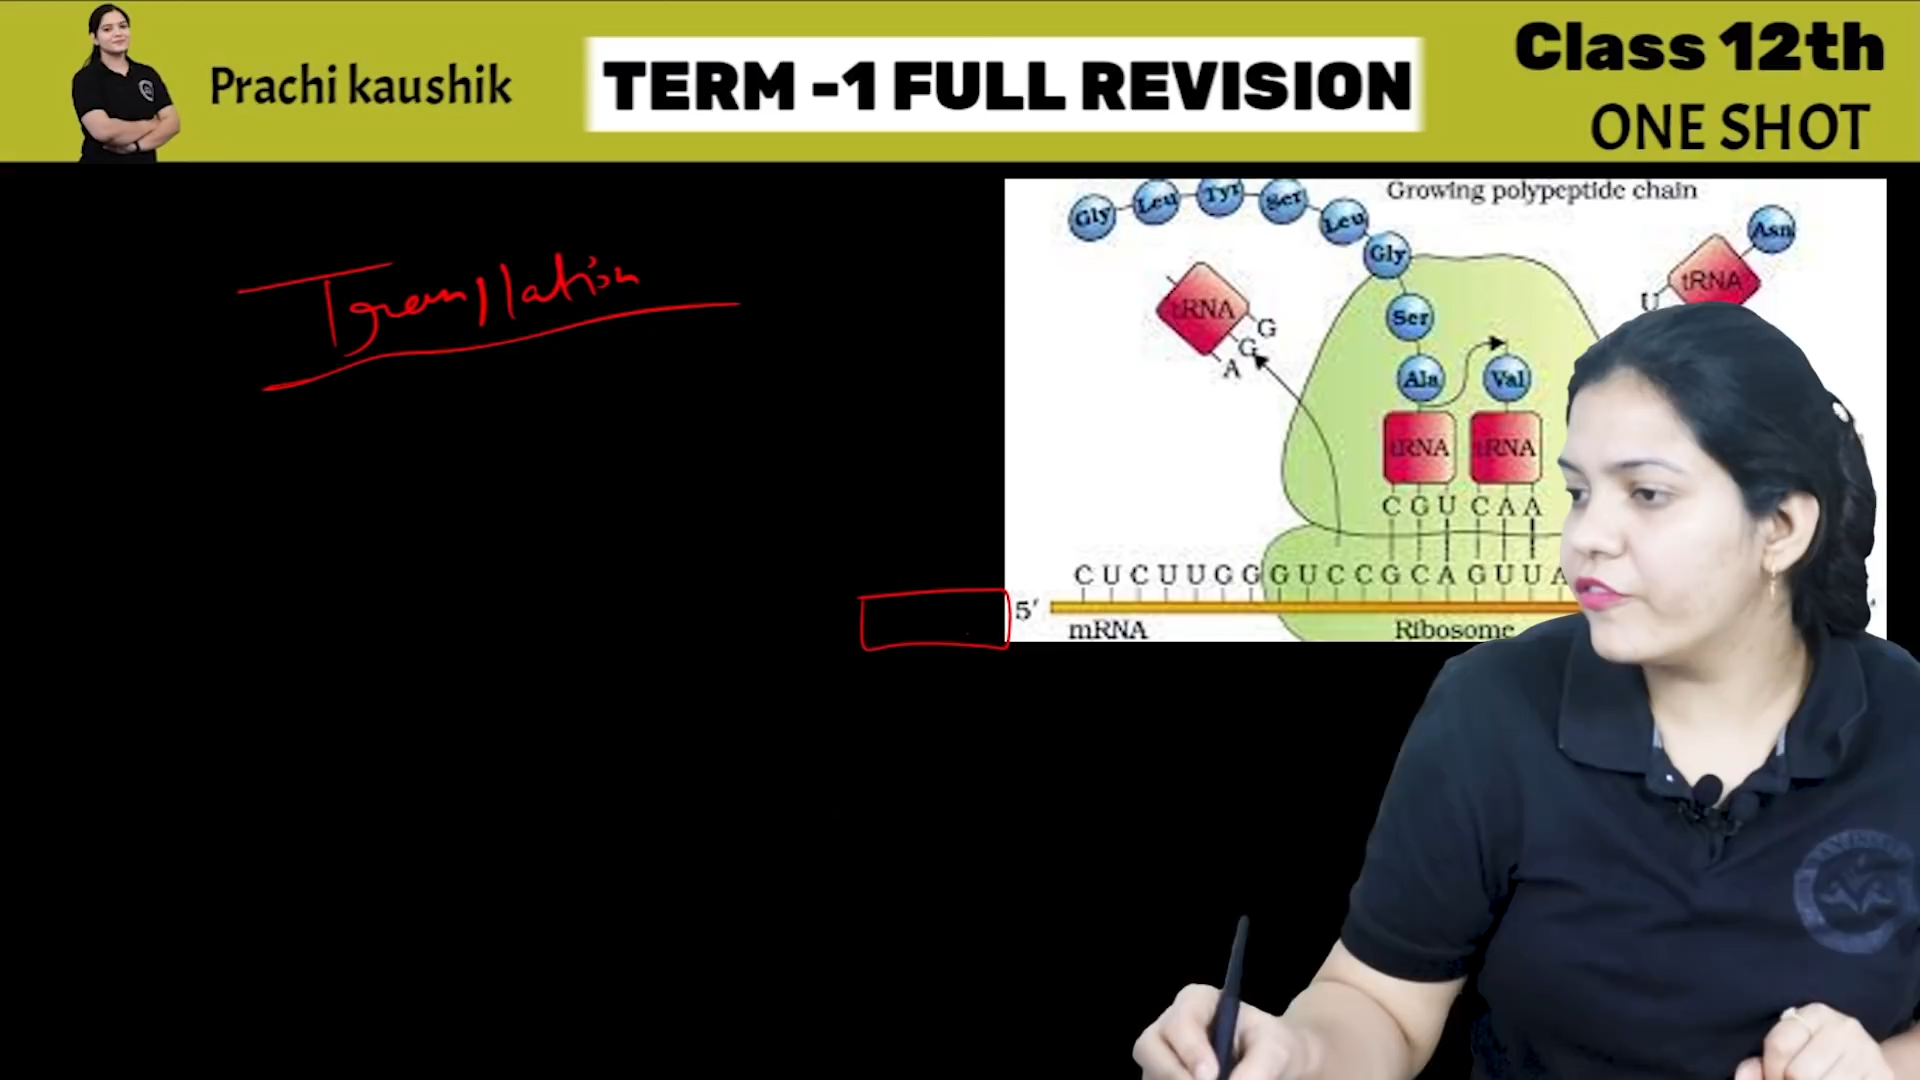 Prachi kaushik
TERM -1 FULL REVISION
Class 12th
ONE SHOT
Translation
Growing polypeptide chain
Gly Leu Tyr Ser Leu
Gly
Asn
tRNA
U
tRNA
G
G
A
Ser
Ala Val
tRNA tRNA
C G U C A A
C U C U U G G G U C C G C A G U U A
5′
mRNA Ribosome